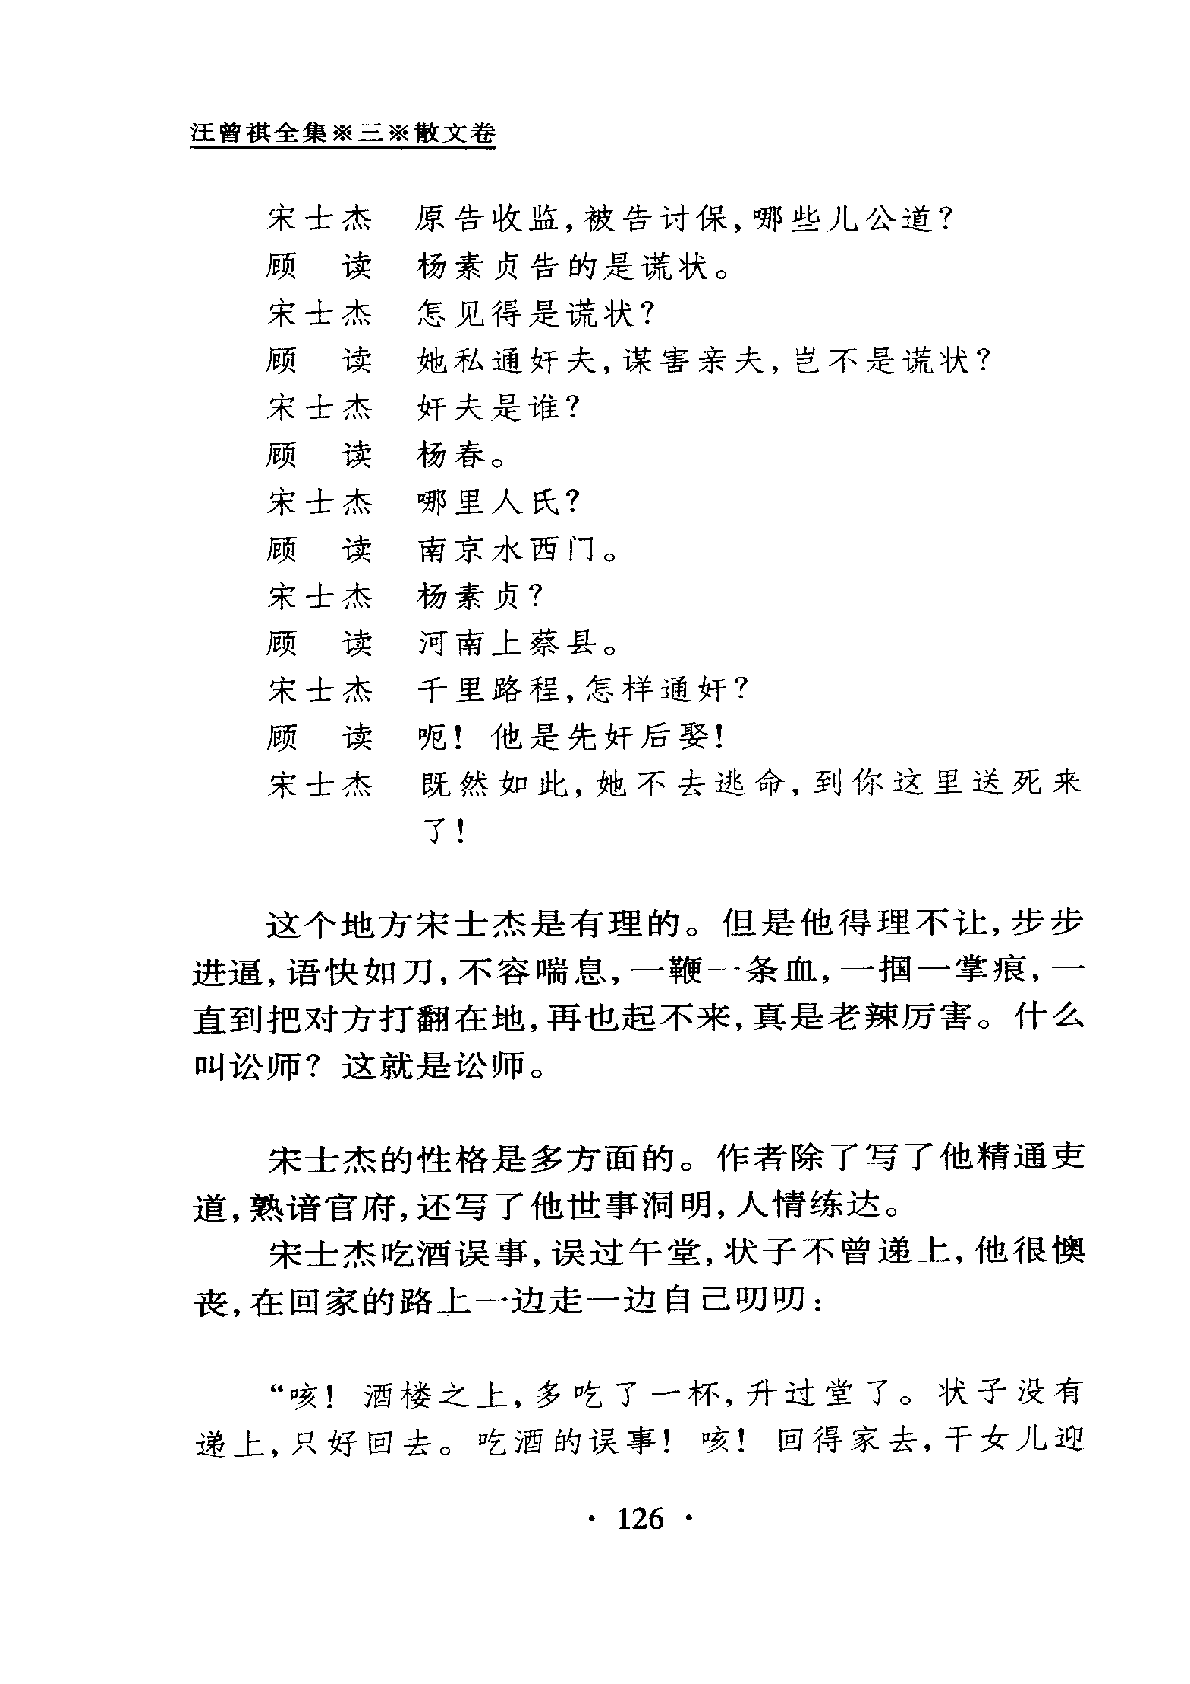 汪曾祺全集※三※散文卷
宋士杰　原告收监,被告讨保,哪些儿公道?
顾　读　杨素贞告的是谎状。
宋士杰　怎见得是谎状?
顾　读　她私通奸夫,谋害亲夫,岂不是谎状?
宋士杰　奸夫是谁?
顾　读　杨春。
宋士杰　哪里人氏?
顾　读　南京水西门。
宋士杰　杨素贞?
顾　读　河南上蔡县。
宋士杰　千里路程,怎样通奸?
顾　读　呃! 他是先奸后娶!
宋士杰　既然如此,她不去逃命,到你这里送死来
了!
这个地方宋士杰是有理的。但是他得理不让,步步
进逼,语快如刀,不容喘息,一鞭一条血,一掴一掌痕,一
直到把对方打翻在地,再也起不来,真是老辣厉害。什么
叫讼师? 这就是讼师。
宋士杰的性格是多方面的。作者除了写了他精通吏
道,熟谙官府,还写了他世事洞明,人情练达。
宋士杰吃酒误事,误过午堂,状子不曾递上,他很懊
丧,在回家的路上一边走一边自己叨叨:
“咳! 酒楼之上,多吃了一杯,升过堂了。状子没有
递上,只好回去。吃酒的误事! 咳! 回得家去,干女儿迎
· 126 ·